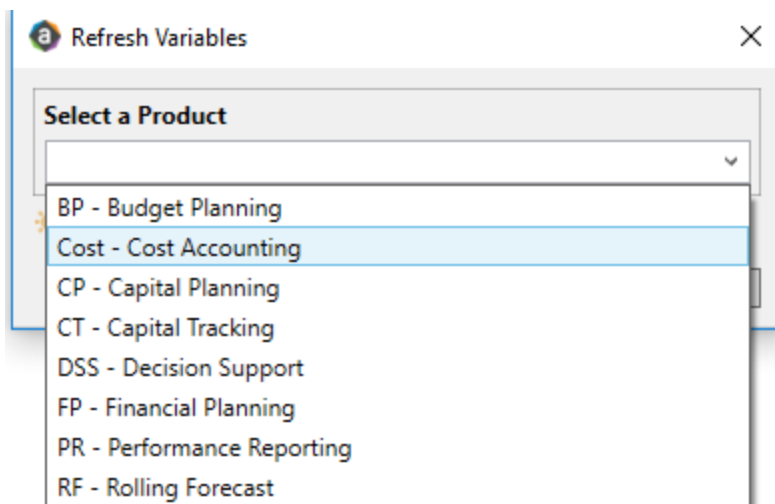 Refresh Variables
Select a Product
BP - Budget Planning
Cost - Cost Accounting
CP - Capital Planning
CT - Capital Tracking
DSS - Decision Support
FP - Financial Planning
PR - Performance Reporting
RF - Rolling Forecast